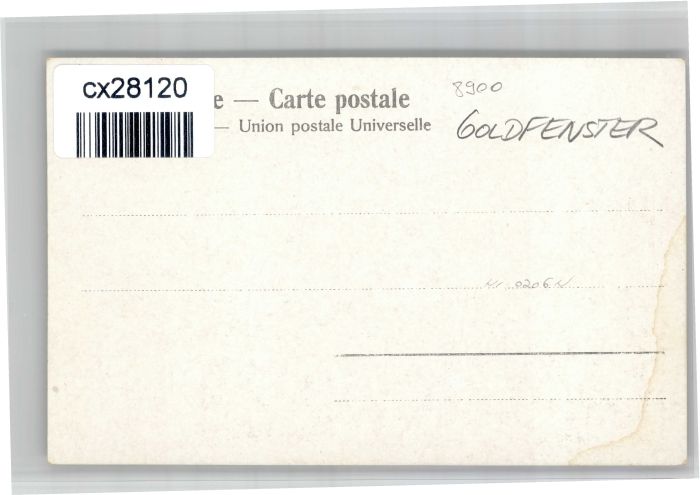 cx28120
e — Carte postale
8900
— Union postale Universelle
GOLDFENSTER